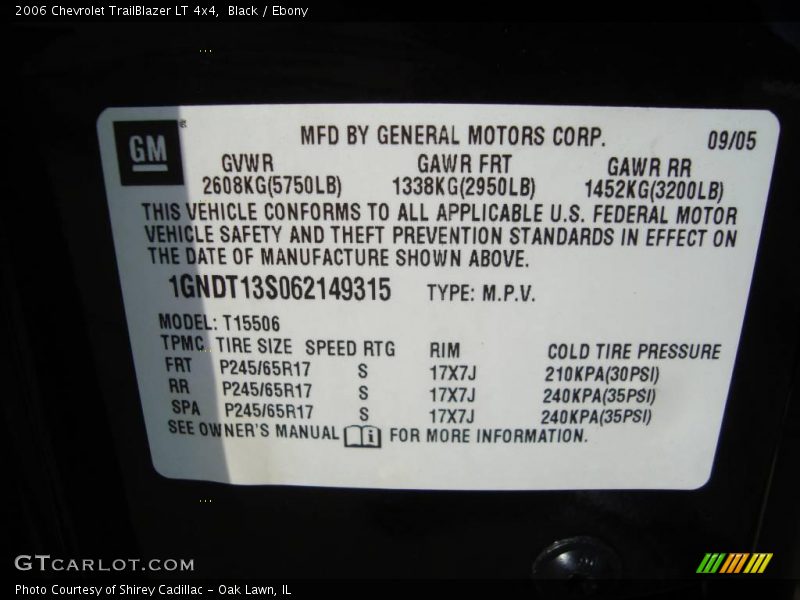 2006 Chevrolet TrailBlazer LT 4x4, Black / Ebony
GM
MFD BY GENERAL MOTORS CORP. 09/05
GVWR GAWR FRT GAWR RR
2608KG(5750LB) 1338KG(2950LB) 1452KG(3200LB)
THIS VEHICLE CONFORMS TO ALL APPLICABLE U.S. FEDERAL MOTOR
VEHICLE SAFETY AND THEFT PREVENTION STANDARDS IN EFFECT ON
THE DATE OF MANUFACTURE SHOWN ABOVE.
1GNDT13S062149315 TYPE: M.P.V.
MODEL: T15506
TPMC TIRE SIZE SPEED RTG RIM COLD TIRE PRESSURE
FRT P245/65R17 S 17X7J 210KPA(30PSI)
RR P245/65R17 S 17X7J 240KPA(35PSI)
SPA P245/65R17 S 17X7J 240KPA(35PSI)
SEE OWNER'S MANUAL i FOR MORE INFORMATION.
GTCARLOT.COM
Photo Courtesy of Shirey Cadillac - Oak Lawn, IL